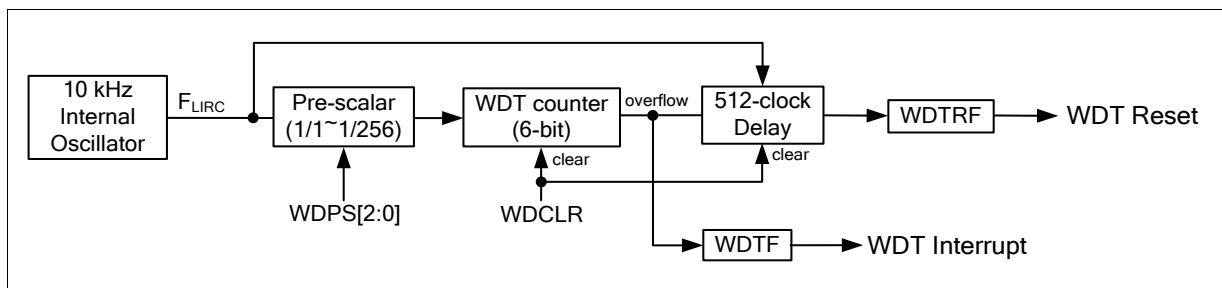 10 kHz
Internal
Oscillator
FLIRC
Pre-scalar
(1/1~1/256)
WDT counter
(6-bit)
overflow
512-clock
Delay
WDTRF
WDT Reset
clear
clear
WDPS[2:0]
WDCLR
WDTF
WDT Interrupt